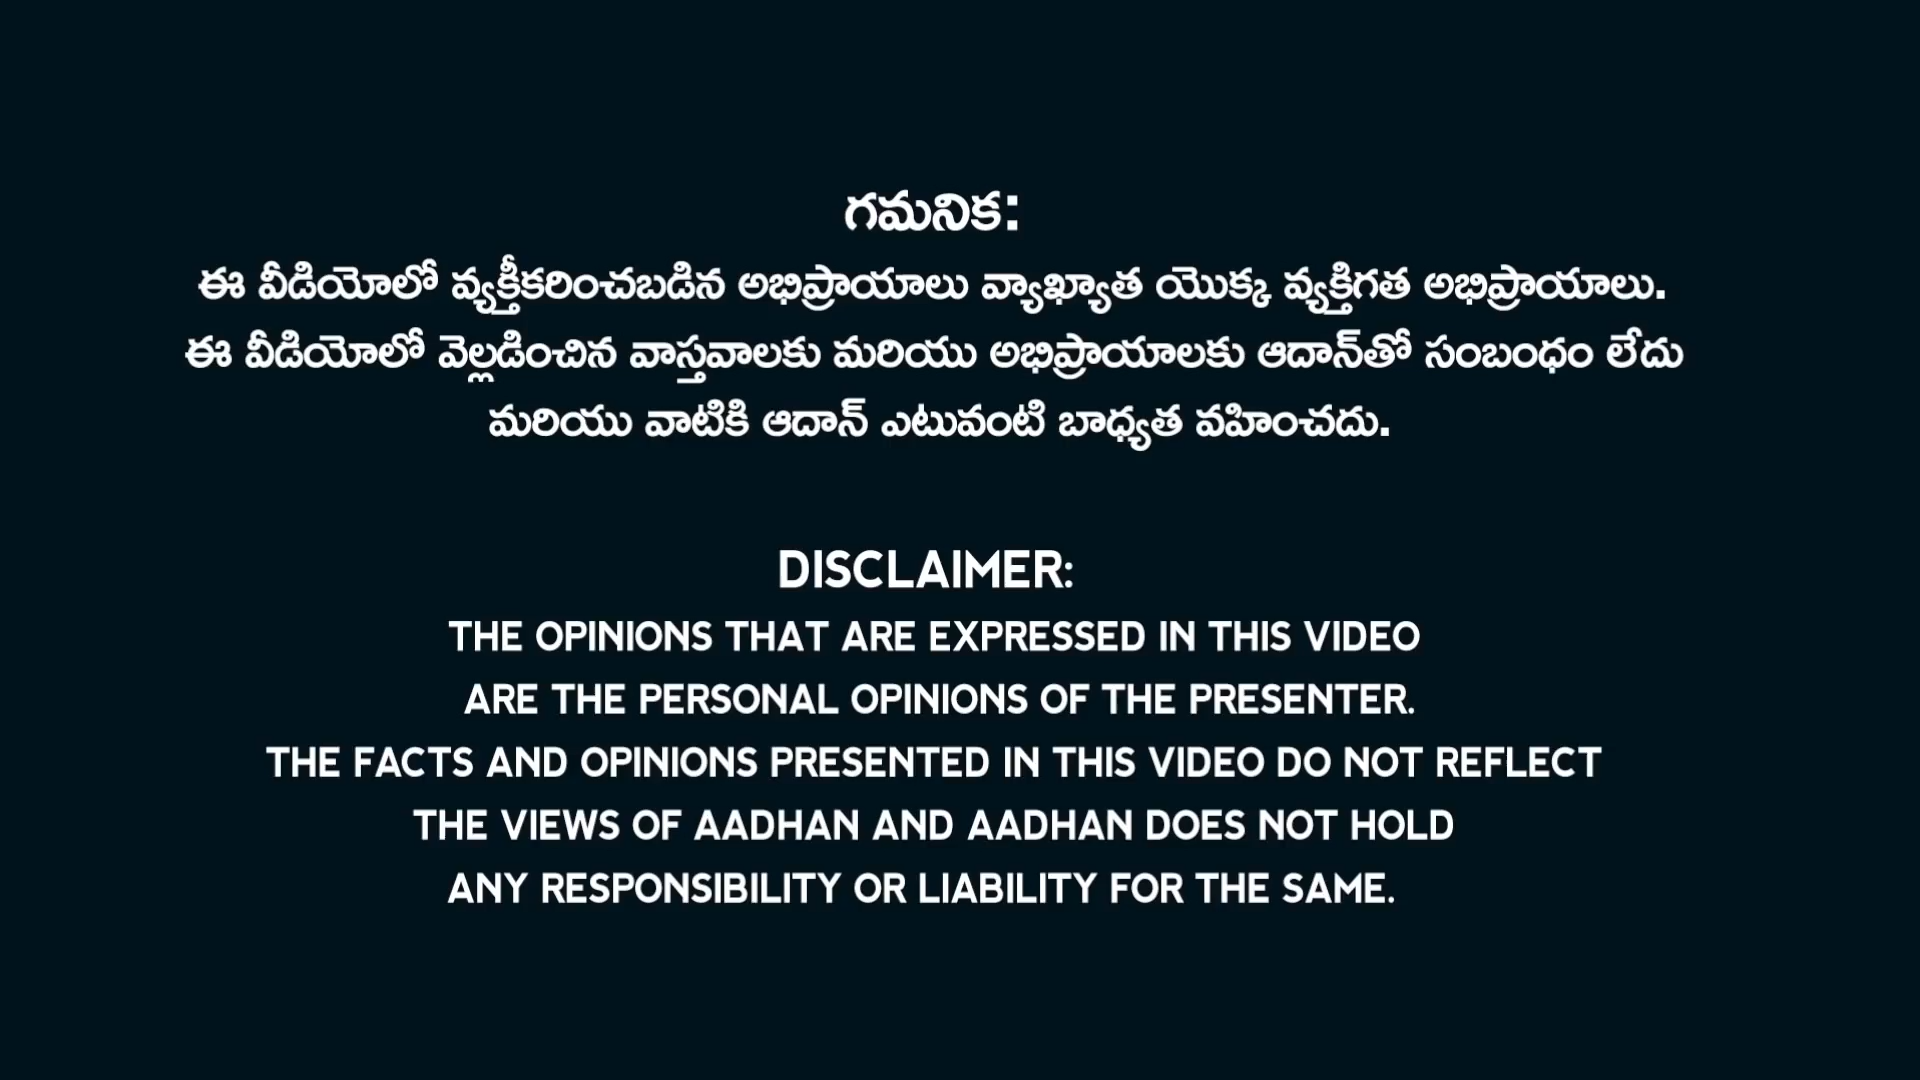 గమనిక:
ఈ వీడియోలో వ్యక్తీకరించబడిన అభిప్రాయాలు వ్యాఖ్యాత యొక్క వ్యక్తిగత అభిప్రాయాలు.
ఈ వీడియోలో వెల్లడించిన వాస్తవాలకు మరియు అభిప్రాయాలకు ఆదాన్‌తో సంబంధం లేదు
మరియు వాటికి ఆదాన్ ఎటువంటి బాధ్యత వహించదు.
DISCLAIMER:
THE OPINIONS THAT ARE EXPRESSED IN THIS VIDEO
ARE THE PERSONAL OPINIONS OF THE PRESENTER.
THE FACTS AND OPINIONS PRESENTED IN THIS VIDEO DO NOT REFLECT
THE VIEWS OF AADHAN AND AADHAN DOES NOT HOLD
ANY RESPONSIBILITY OR LIABILITY FOR THE SAME.